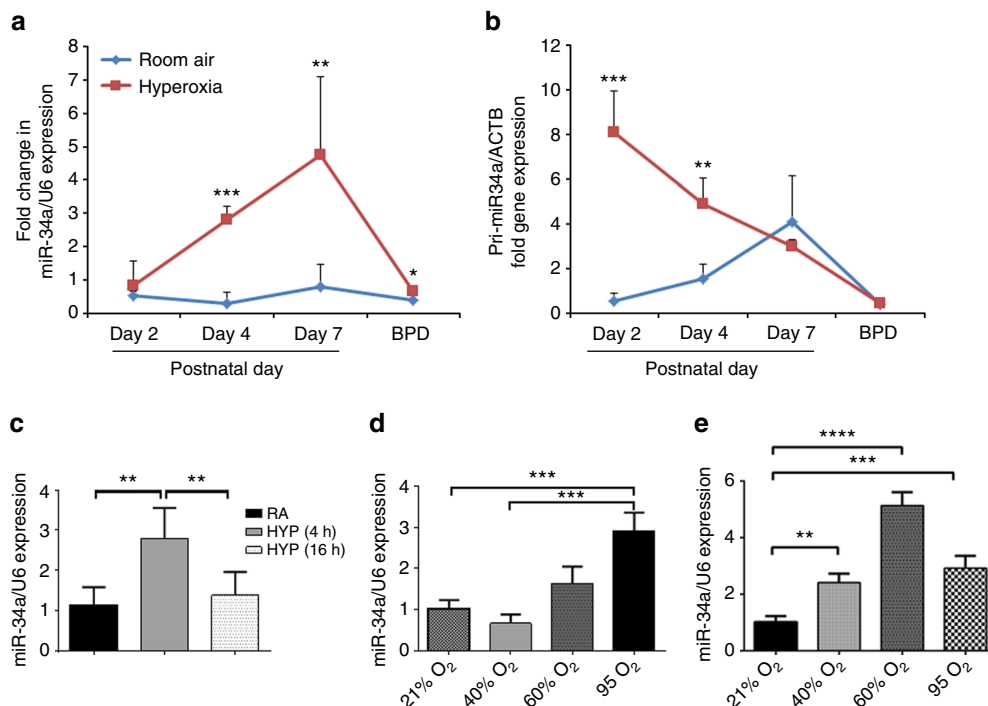 a
Fold change in
miR-34a/U6 expression
8
7
6
5
4
3
2
1
0
Room air
Hyperoxia
**
***
*
Day 2 Day 4 Day 7 BPD
Postnatal day
b
Pri-miR34a/ACTB
fold gene expression
12
10
8
6
4
2
0
***
**
Day 2 Day 4 Day 7 BPD
Postnatal day
c
miR-34a/U6 expression
4
3
2
1
0
** **
RA
HYP (4 h)
HYP (16 h)
d
miR-34a/U6 expression
4
3
2
1
0
***
***
21% O₂ 40% O₂ 60% O₂ 95 O₂
e
miR-34a/U6 expression
6
4
2
0
****
***
**
21% O₂ 40% O₂ 60% O₂ 95 O₂